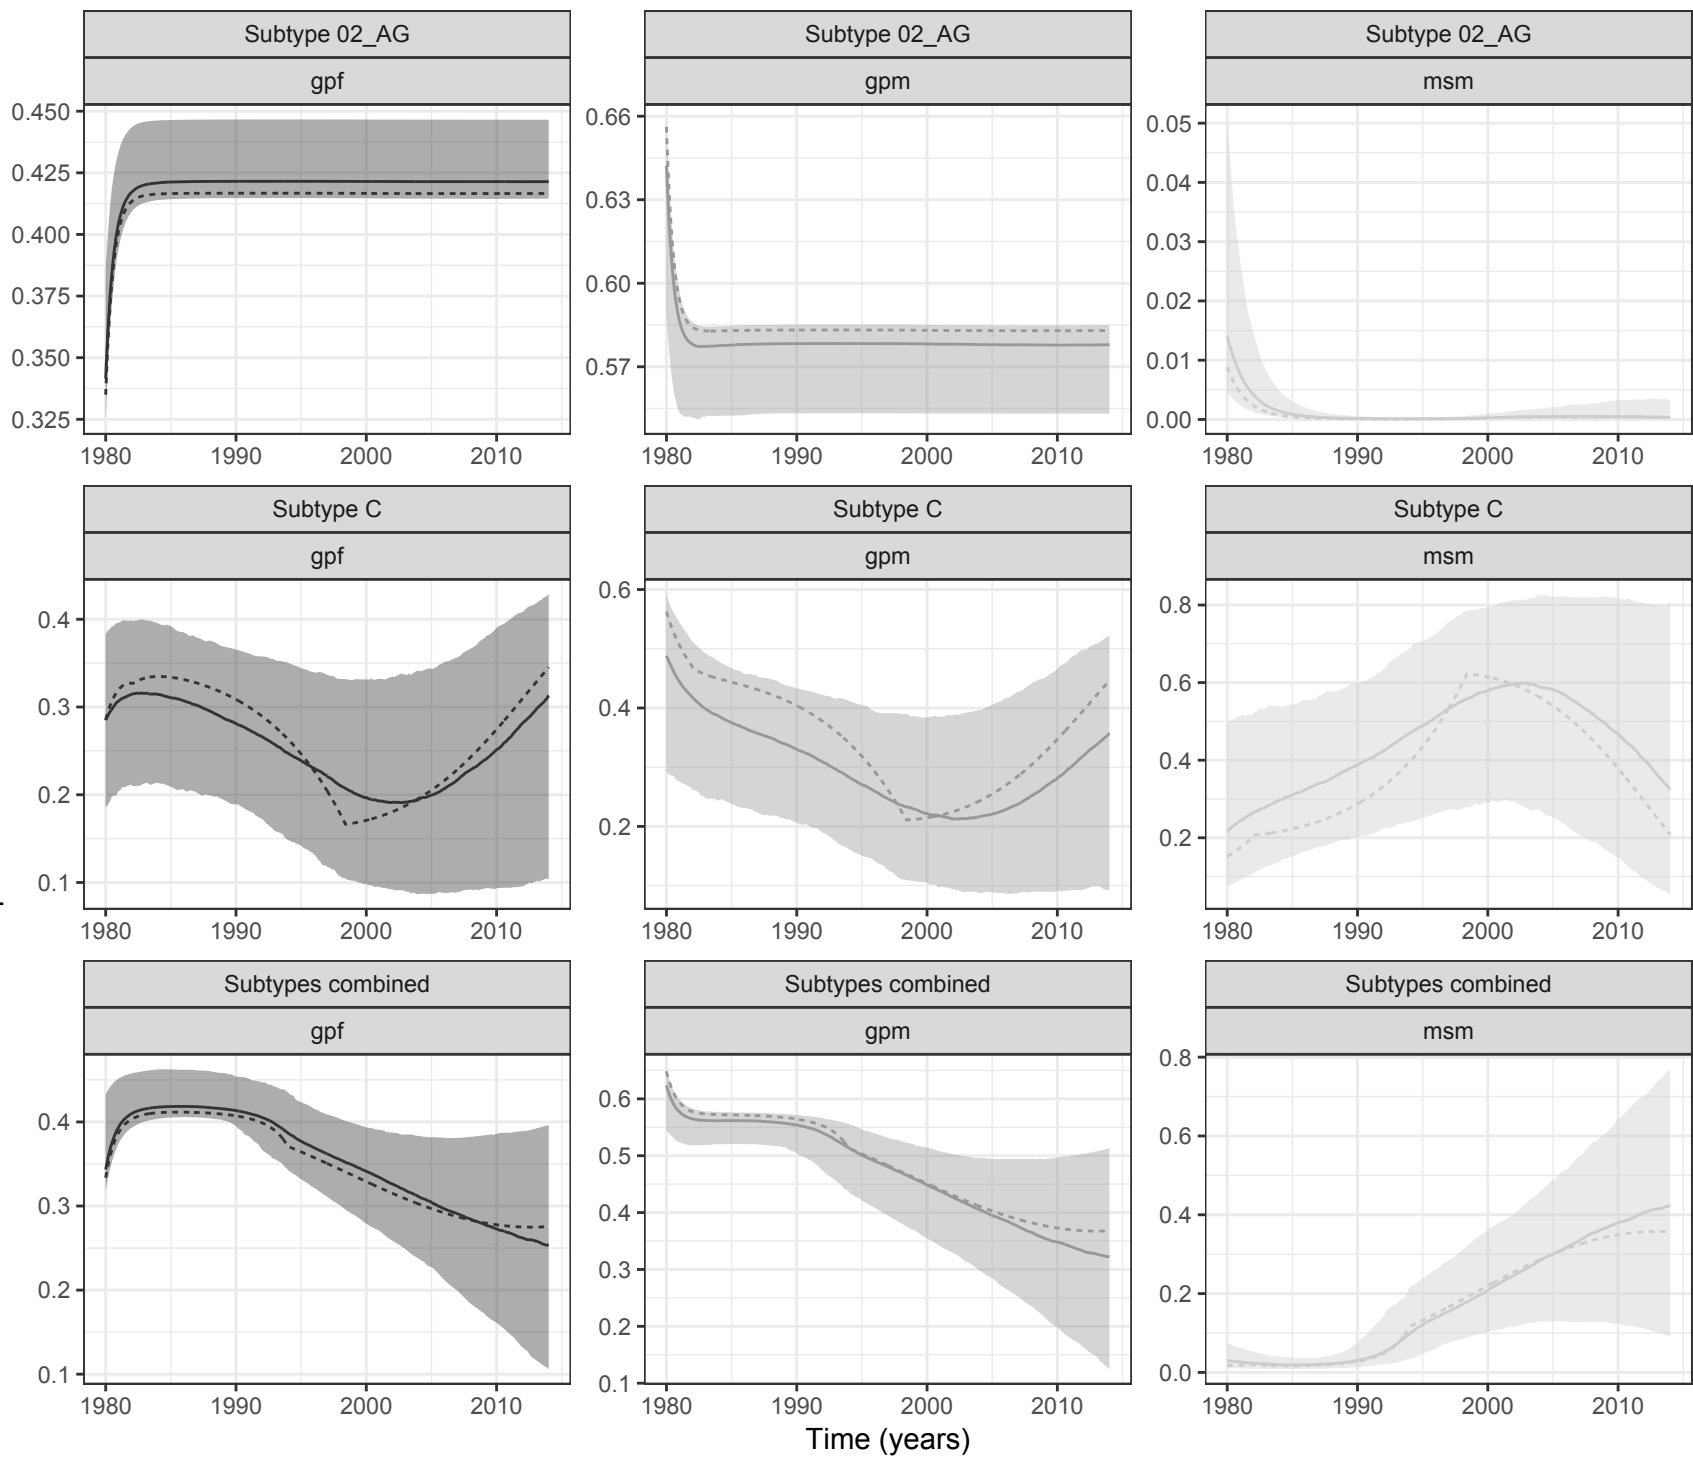 Subtype 02_AG Subtype 02_AG Subtype 02_AG
gpf gpm msm
0.450 0.425 0.400 0.375 0.350 0.325
0.66 0.63 0.60 0.57
0.05 0.04 0.03 0.02 0.01 0.00
1980 1990 2000 2010 1980 1990 2000 2010 1980 1990 2000 2010
Subtype C Subtype C Subtype C
gpf gpm msm
0.4 0.3 0.2 0.1
0.6 0.4 0.2
0.8 0.6 0.4 0.2
1980 1990 2000 2010 1980 1990 2000 2010 1980 1990 2000 2010
Subtypes combined Subtypes combined Subtypes combined
gpf gpm msm
0.4 0.3 0.2 0.1
0.6 0.5 0.4 0.3 0.2 0.1
0.8 0.6 0.4 0.2 0.0
1980 1990 2000 2010 1980 1990 2000 2010 1980 1990 2000 2010
Time (years)